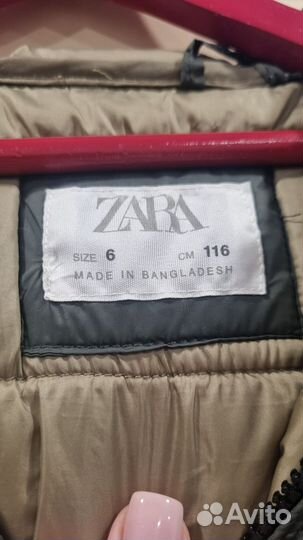 ZARA
SIZE 6 CM 116
MADE IN BANGLADESH
Avito